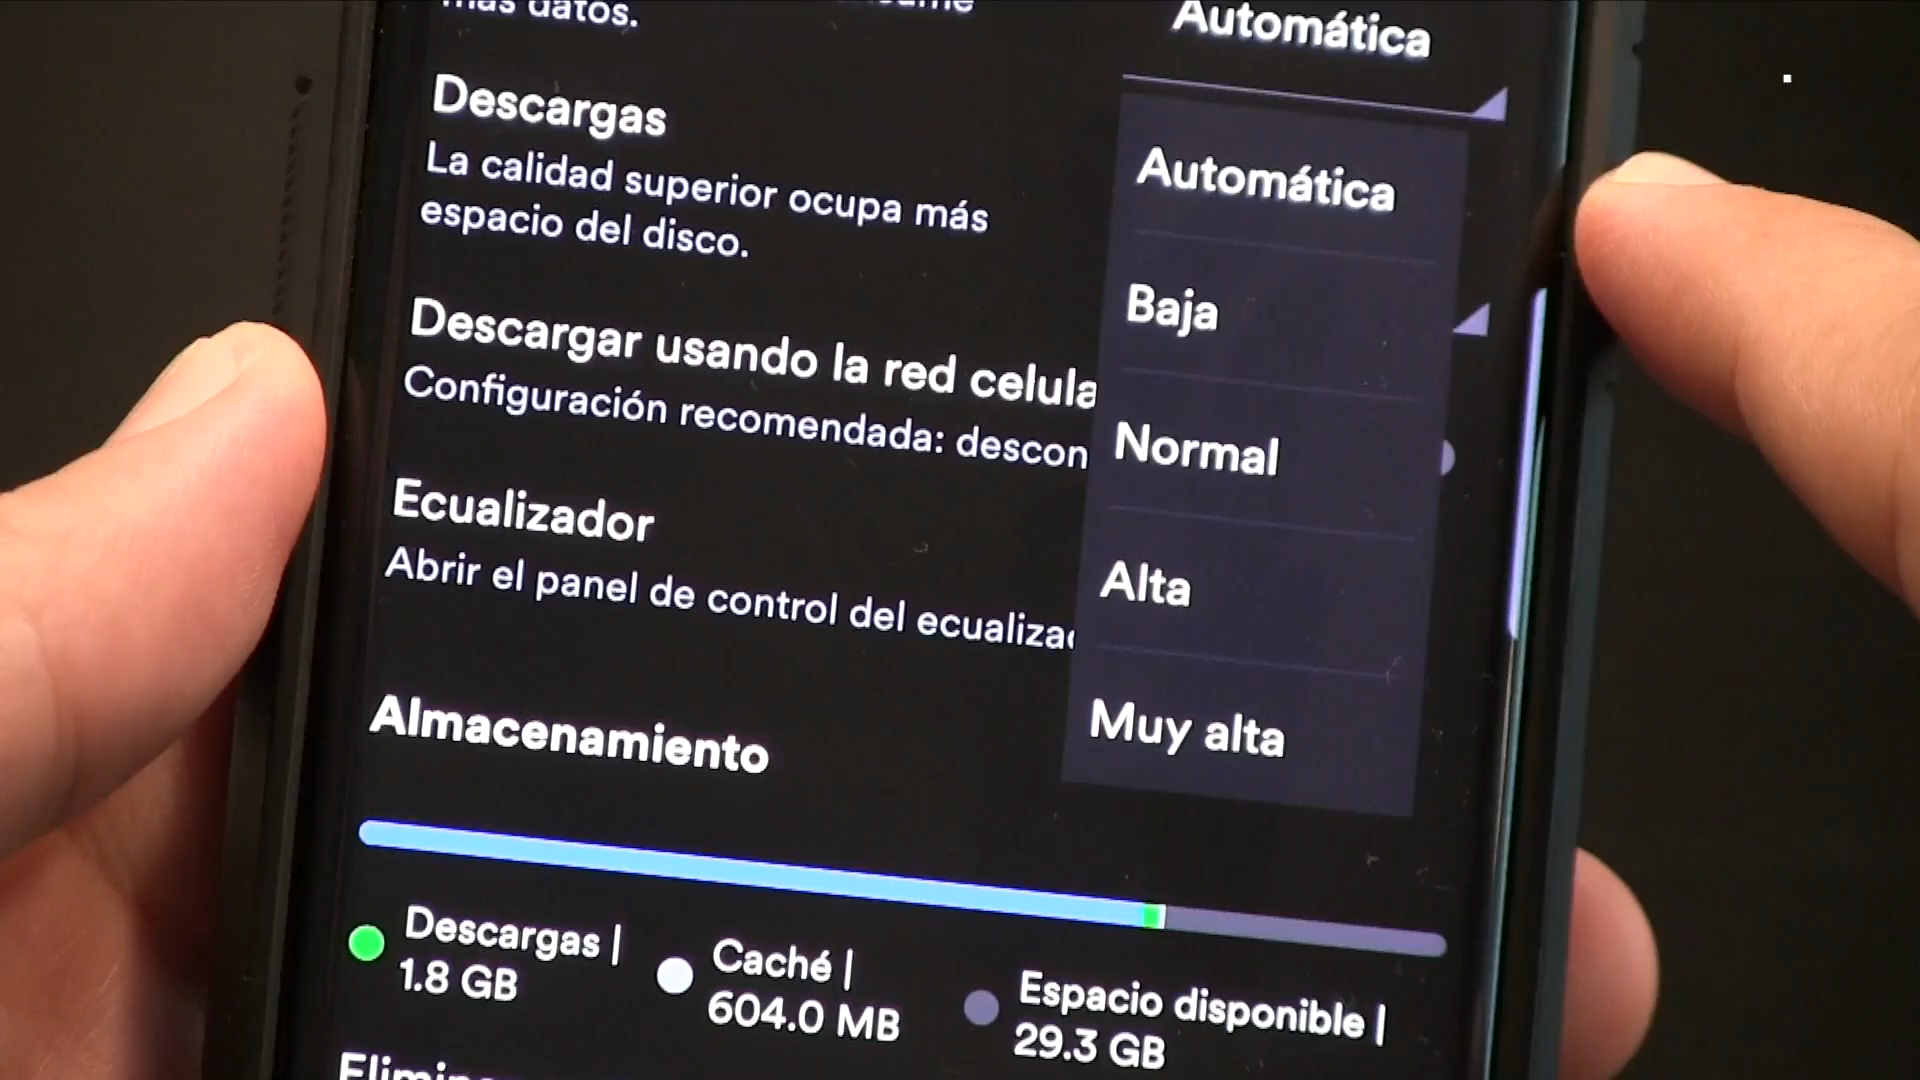 más datos.
Automática
Descargas
La calidad superior ocupa más
espacio del disco.
Descargar usando la red celula
Configuración recomendada: descon
Ecualizador
Abrir el panel de control del ecualiza
Automática
Baja
Normal
Alta
Muy alta
Almacenamiento
Descargas |
1.8 GB
Caché |
604.0 MB
Espacio disponible |
29.3 GB